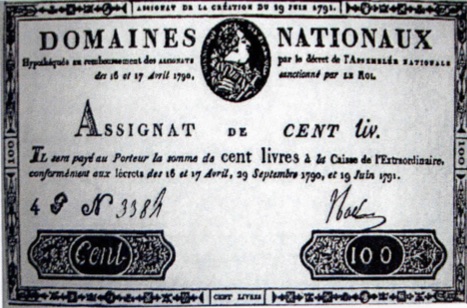 ASSIGNAT DE LA CRÉATION DU 19 JUIN 1791.
DOMAINES NATIONAUX
Hypothéqués au remboursement des ASSIGNATS par le décret de l'ASSEMBLÉE NATIONALE
des 16 et 17 Avril 1790, sanctionné par LE ROI.
ASSIGNAT DE CENT liv.
IL sera payé au Porteur la somme de cent livres à la Caisse de l'Extraordinaire,
conformément aux décrets des 16 et 17 Avril, 29 Septembre 1790, et 19 Juin 1791.
4 N 338
Cent 100
100 100
CENT LIVRES